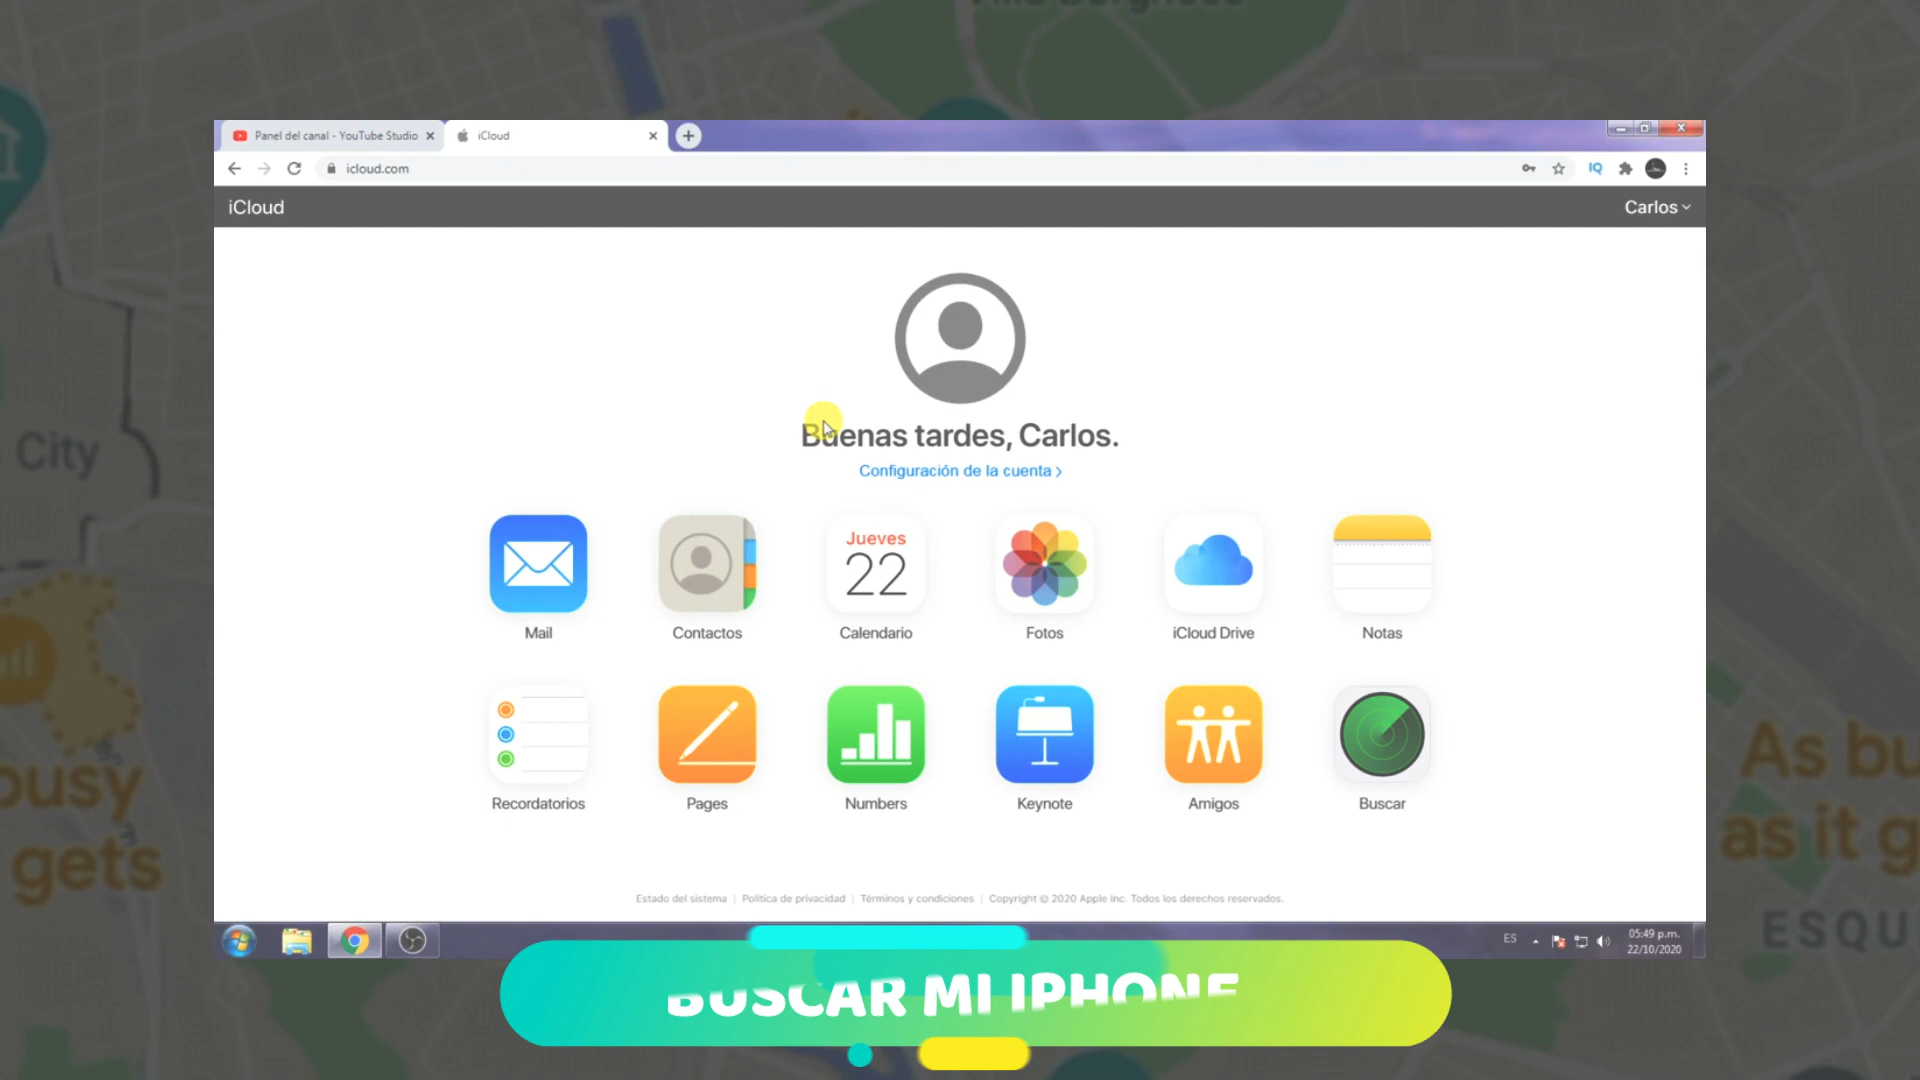 Panel del canal - YouTube Studio
iCloud
icloud.com
IQ
iCloud
Carlos
City
Buenas tardes, Carlos.
Configuración de la cuenta >
Jueves
22
Mail
Contactos
Calendario
Fotos
iCloud Drive
Notas
Recordatorios
Pages
Numbers
Keynote
Amigos
Buscar
busy
gets
As bu
as it g
Estado del sistema | Política de privacidad | Términos y condiciones | Copyright © 2020 Apple Inc. Todos los derechos reservados.
ESQU
ES
05:49 p.m.
22/10/2020
BUSCAR MI IPHONE